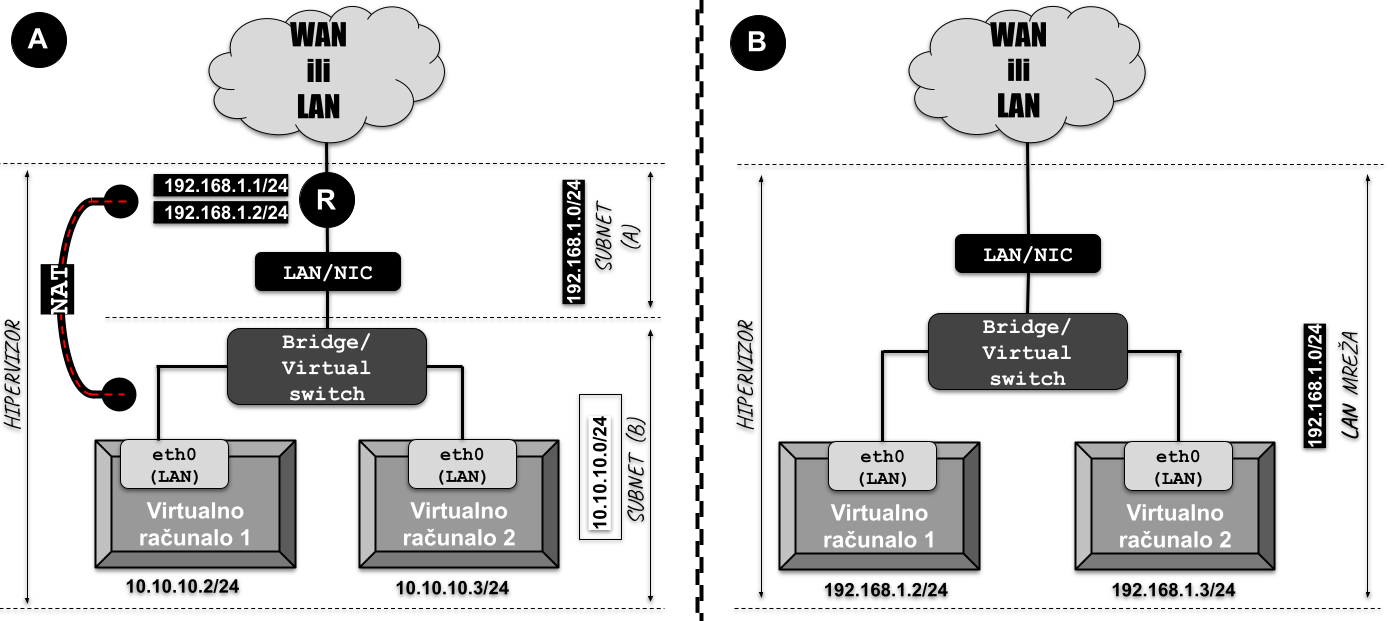 A
WAN
ili
LAN
192.168.1.1/24
192.168.1.2/24
R
192.168.1.0/24
SUBNET
(A)
LAN/NIC
NAT
HIPERVIZOR
Bridge/
Virtual
switch
eth0
(LAN)
Virtualno
računalo 1
10.10.10.2/24
eth0
(LAN)
Virtualno
računalo 2
10.10.10.3/24
10.10.10.0/24
SUBNET (B)
B
WAN
ili
LAN
LAN/NIC
HIPERVIZOR
Bridge/
Virtual
switch
192.168.1.0/24
LAN MREŽA
eth0
(LAN)
Virtualno
računalo 1
192.168.1.2/24
eth0
(LAN)
Virtualno
računalo 2
192.168.1.3/24